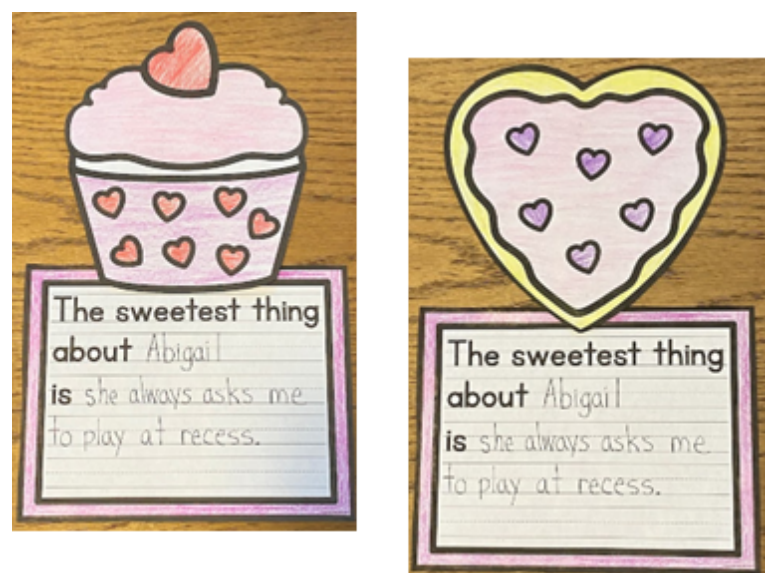 The sweetest thing
about Abigail
is she always asks me
to play at recess.
The sweetest thing
about Abigail
is she always asks me
to play at recess.